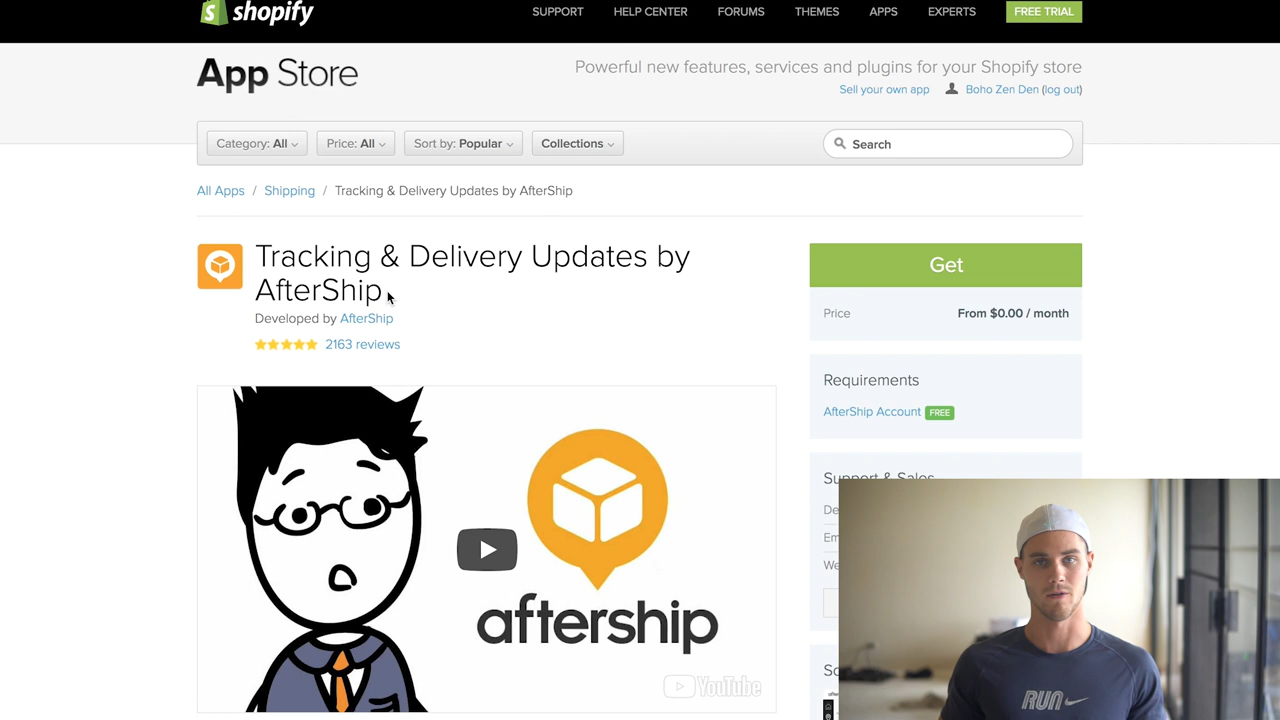 shopify
SUPPORT HELP CENTER FORUMS THEMES APPS EXPERTS FREE TRIAL
App Store
Powerful new features, services and plugins for your Shopify store
Sell your own app Boho Zen Den (log out)
Category: All Price: All Sort by: Popular Collections Search
All Apps / Shipping / Tracking & Delivery Updates by AfterShip
Tracking & Delivery Updates by
AfterShip
Developed by AfterShip
2163 reviews
Get
Price From $0.00 / month
Requirements
AfterShip Account FREE
Support & Sales
aftership
YouTube
RUN